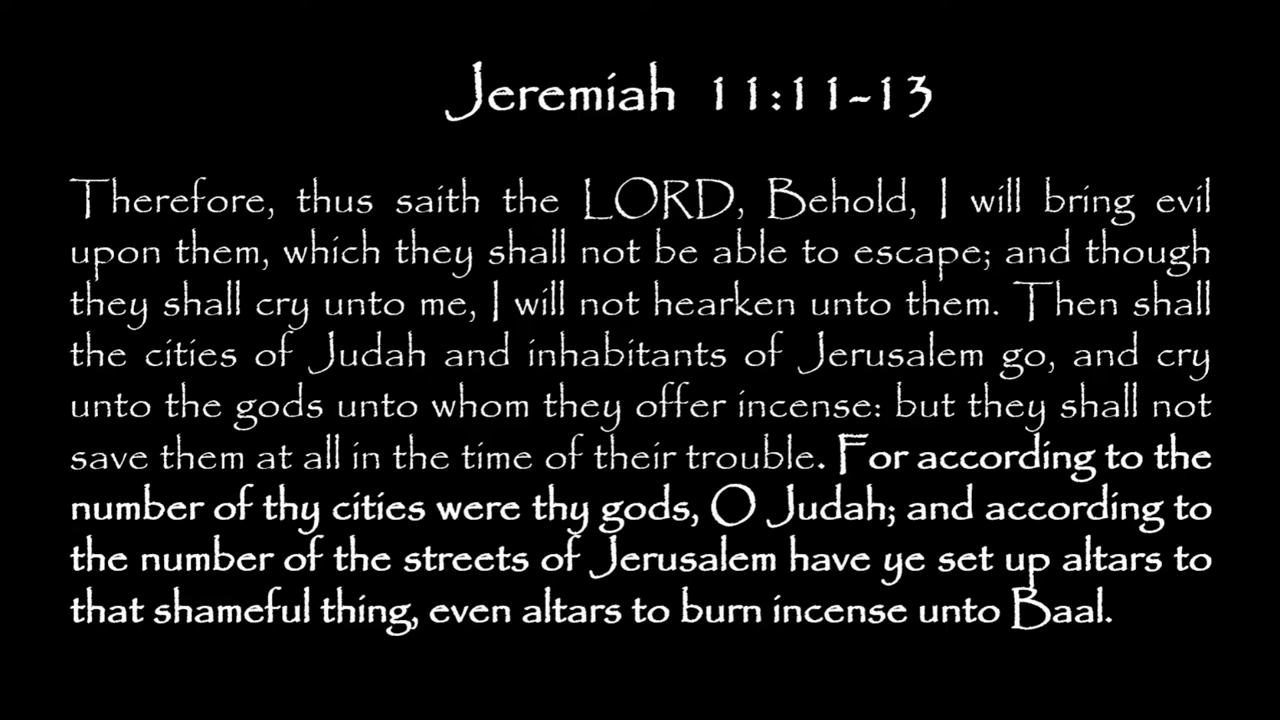 Jeremiah 11:11-13
Therefore, thus saith the LORD, Behold, I will bring evil
upon them, which they shall not be able to escape; and though
they shall cry unto me, I will not hearken unto them. Then shall
the cities of Judah and inhabitants of Jerusalem go, and cry
unto the gods unto whom they offer incense: but they shall not
save them at all in the time of their trouble. For according to the
number of thy cities were thy gods, O Judah; and according to
the number of the streets of Jerusalem have ye set up altars to
that shameful thing, even altars to burn incense unto Baal.